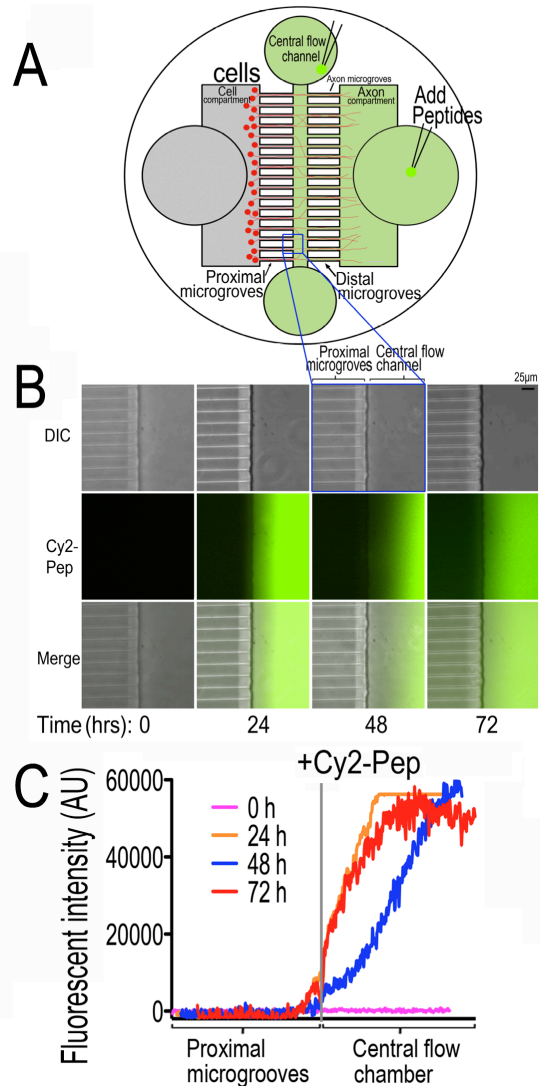 A
Central flow
channel
cells
Cell
compartment
Axon microgroves
Axon
compartment
Add
Peptides
Proximal
microgroves
Distal
microgroves
Proximal
microgroves
Central flow
channel
B
25μm
DIC
Cy2-
Pep
Merge
Time (hrs): 0 24 48 72
C
+Cy2-Pep
Fluorescent intensity (AU)
60000
40000
20000
0
0 h
24 h
48 h
72 h
Proximal
microgrooves
Central flow
chamber